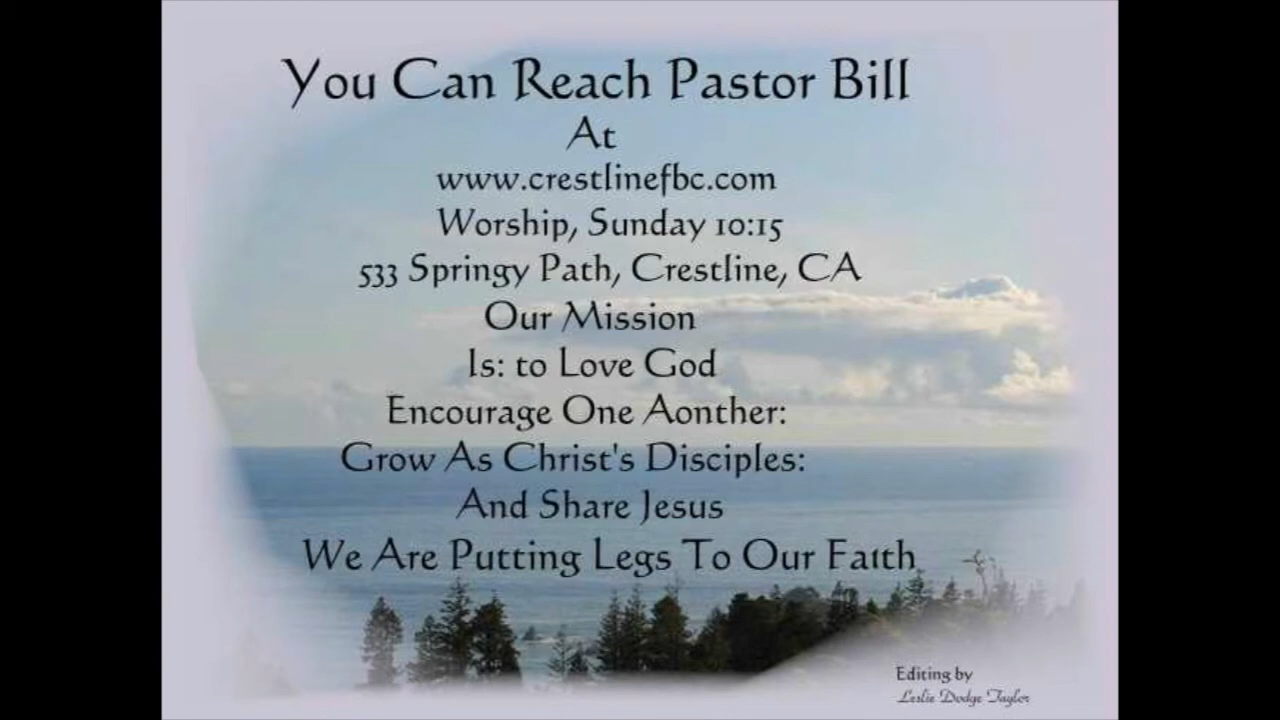 You Can Reach Pastor Bill
At
www.crestlinefbc.com
Worship, Sunday 10:15
533 Springy Path, Crestline, CA
Our Mission
Is: to Love God
Encourage One Aonther:
Grow As Christ's Disciples:
And Share Jesus
We Are Putting Legs To Our Faith
Editing by
Leslie Dodge Taylor